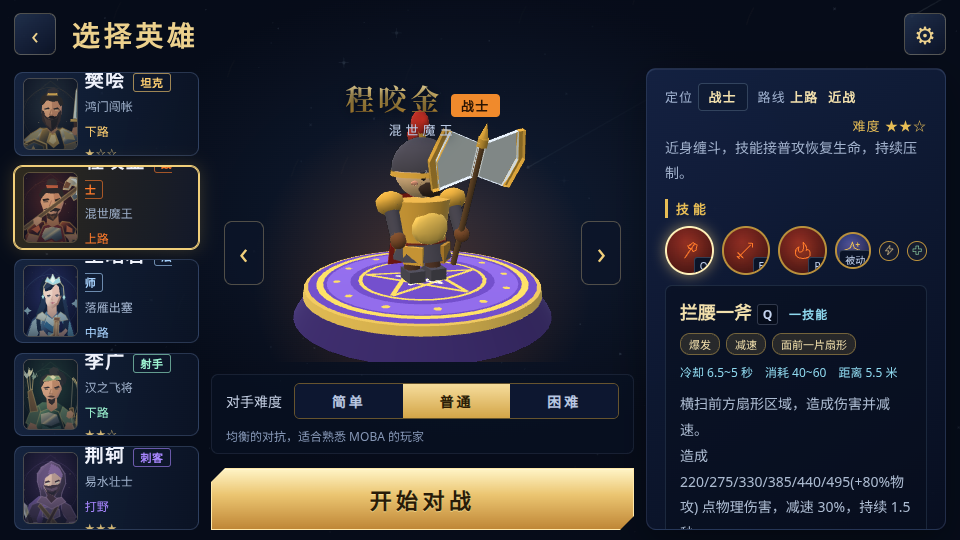 ‹
选择英雄
⚙
樊哙 坦克
鸿门闯帐
下路
★☆☆
士
混世魔王
上路
师
落雁出塞
中路
李广 射手
汉之飞将
下路
★★☆
荆轲 刺客
易水壮士
打野
★★★
程咬金 战士
混世魔王
‹
›
对手难度 简单 普通 困难
均衡的对抗，适合熟悉 MOBA 的玩家
开始对战
定位 战士 路线 上路 近战
难度 ★★☆
近身缠斗，技能接普攻恢复生命，持续压
制。
技能
被动
拦腰一斧 Q 一技能
爆发 减速 面前一片扇形
冷却 6.5~5 秒 消耗 40~60 距离 5.5 米
横扫前方扇形区域，造成伤害并减
速。
造成
220/275/330/385/440/495(+80%物
攻) 点物理伤害，减速 30%，持续 1.5